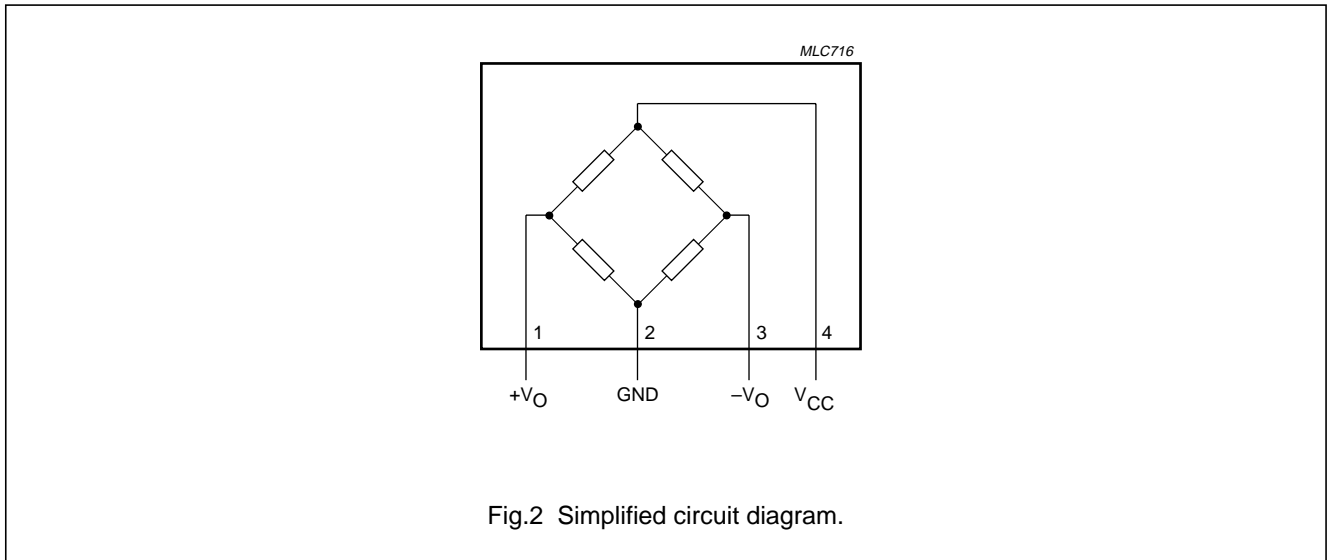 MLC716
1 2 3 4
+VO GND –VO VCC
Fig.2 Simplified circuit diagram.